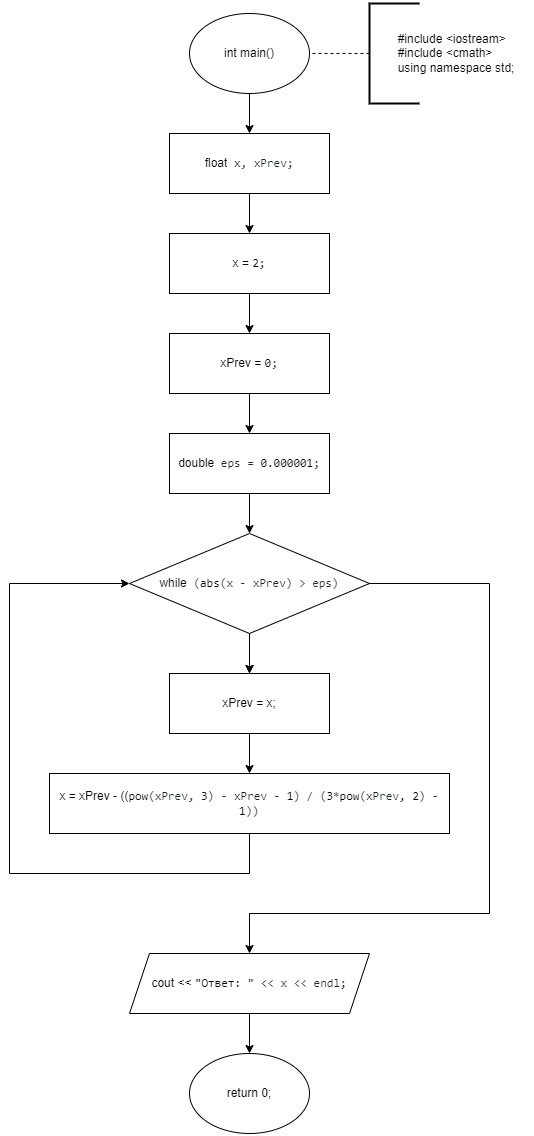 int main()
#include <iostream>
#include <cmath>
using namespace std;
float x, xPrev;
x = 2;
xPrev = 0;
double eps = 0.000001;
while (abs(x - xPrev) > eps)
xPrev = x;
x = xPrev - ((pow(xPrev, 3) - xPrev - 1) / (3*pow(xPrev, 2) -
1))
cout << "Ответ: " << x << endl;
return 0;